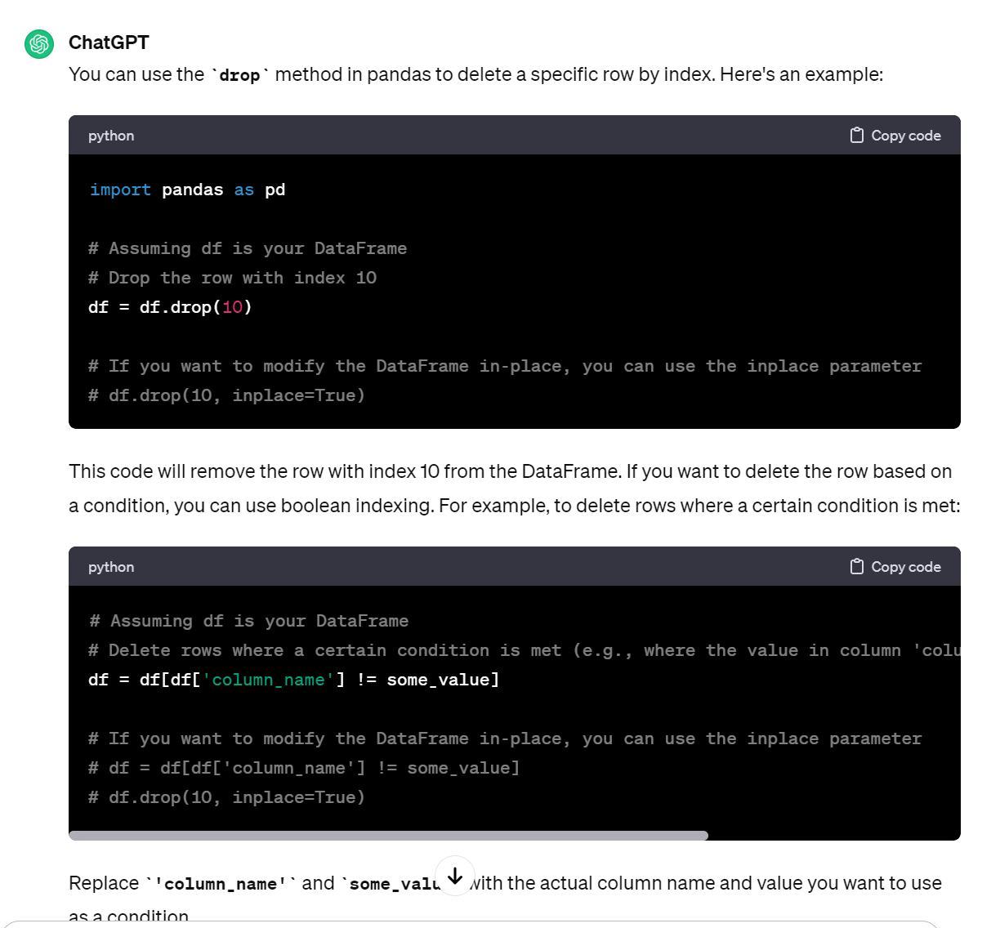 ChatGPT
You can use the `drop` method in pandas to delete a specific row by index. Here's an example:
python
Copy code
import pandas as pd
# Assuming df is your DataFrame
# Drop the row with index 10
df = df.drop(10)
# If you want to modify the DataFrame in-place, you can use the inplace parameter
# df.drop(10, inplace=True)
This code will remove the row with index 10 from the DataFrame. If you want to delete the row based on
a condition, you can use boolean indexing. For example, to delete rows where a certain condition is met:
python
Copy code
# Assuming df is your DataFrame
# Delete rows where a certain condition is met (e.g., where the value in column 'colu
df = df[df['column_name'] != some_value]
# If you want to modify the DataFrame in-place, you can use the inplace parameter
# df = df[df['column_name'] != some_value]
# df.drop(10, inplace=True)
Replace `'column_name'` and `some_valu with the actual column name and value you want to use
as a condition